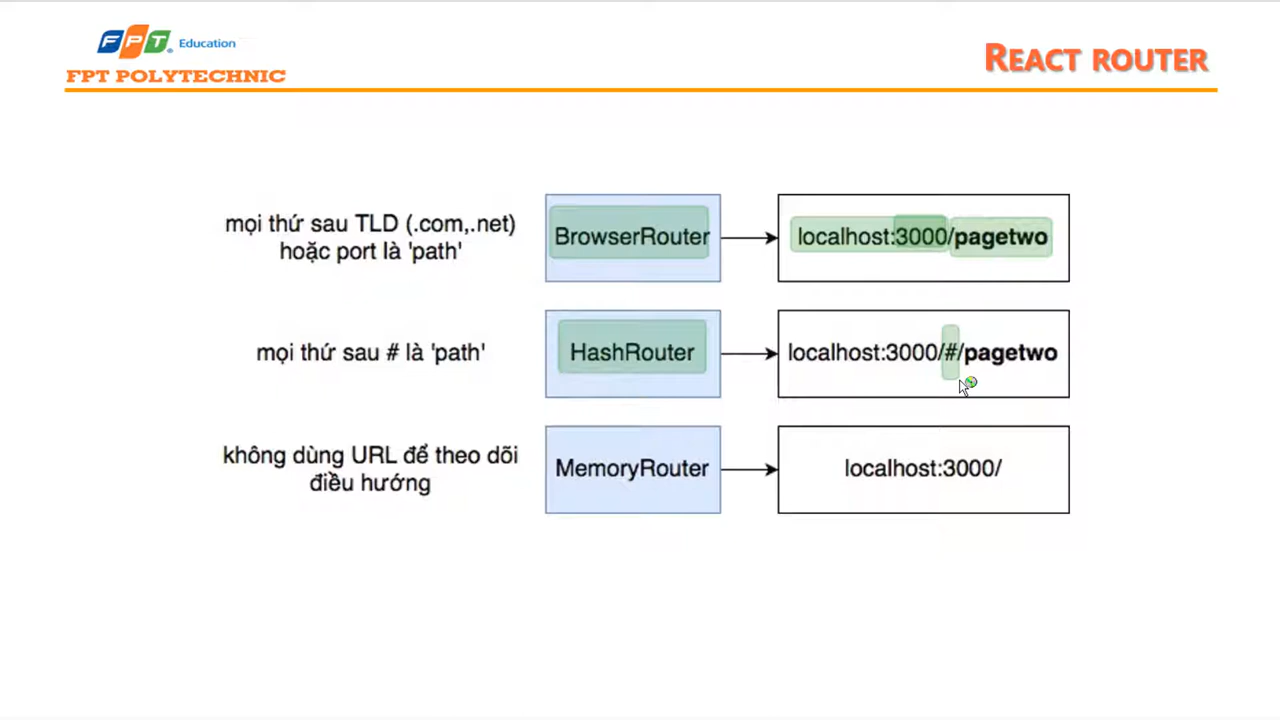 FPT Education
FPT POLYTECHNIC
REACT ROUTER
mọi thứ sau TLD (.com,.net)
hoặc port là 'path'
BrowserRouter
localhost:3000/pagetwo
mọi thứ sau # là 'path'
HashRouter
localhost:3000/#/pagetwo
không dùng URL để theo dõi
điều hướng
MemoryRouter
localhost:3000/